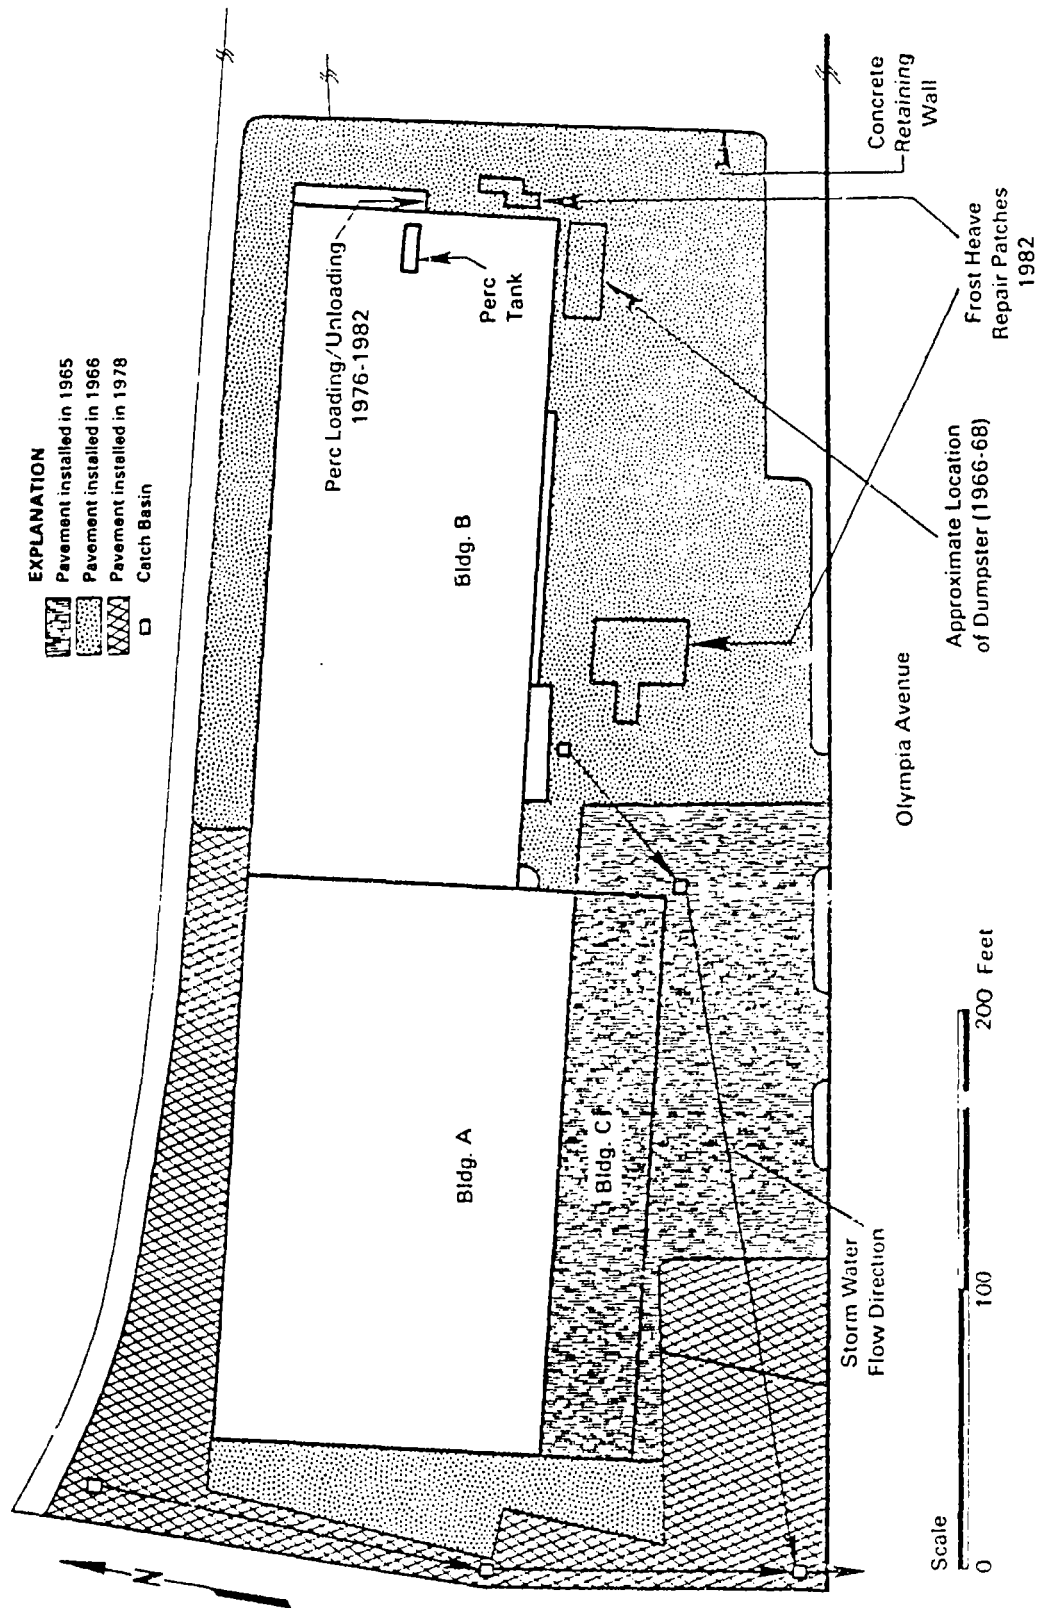 EXPLANATION
Pavement installed in 1965
Pavement installed in 1966
Pavement installed in 1978
Catch Basin
N
Perc Loading/Unloading
1976-1982
Perc
Tank
Bldg. B
Bldg. A
Bldg. C
Concrete
Retaining
Wall
Frost Heave
Repair Patches
1982
Approximate Location
of Dumpster (1966-68)
Olympia Avenue
Storm Water
Flow Direction
Scale
0 100 200 Feet